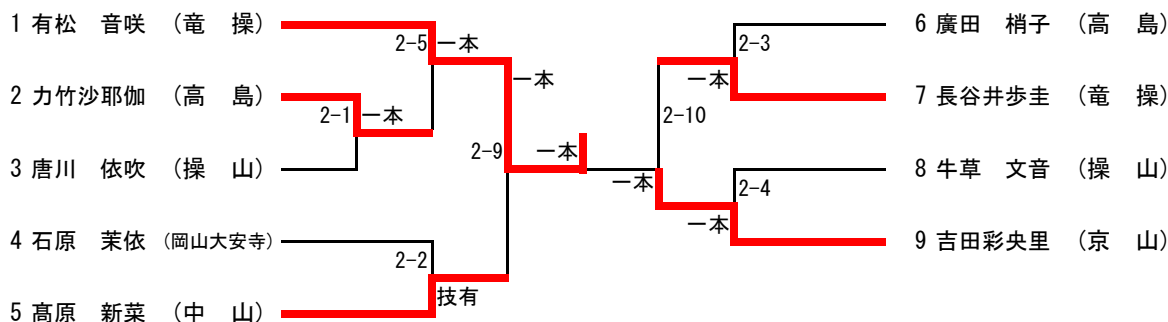 1 有松　音咲 （竜　操）
2-5 一本
2 力竹沙耶伽 （高　島）
2-1 一本
3 唐川　依吹 （操　山）
4 石原　茉依 （岡山大安寺）
2-2
技有
5 髙原　新菜 （中　山）
一本
2-9
一本
6 廣田　梢子 （高　島）
2-3
一本
7 長谷井歩圭 （竜　操）
2-10
一本
8 牛草　文音 （操　山）
2-4
一本
9 吉田彩央里 （京　山）